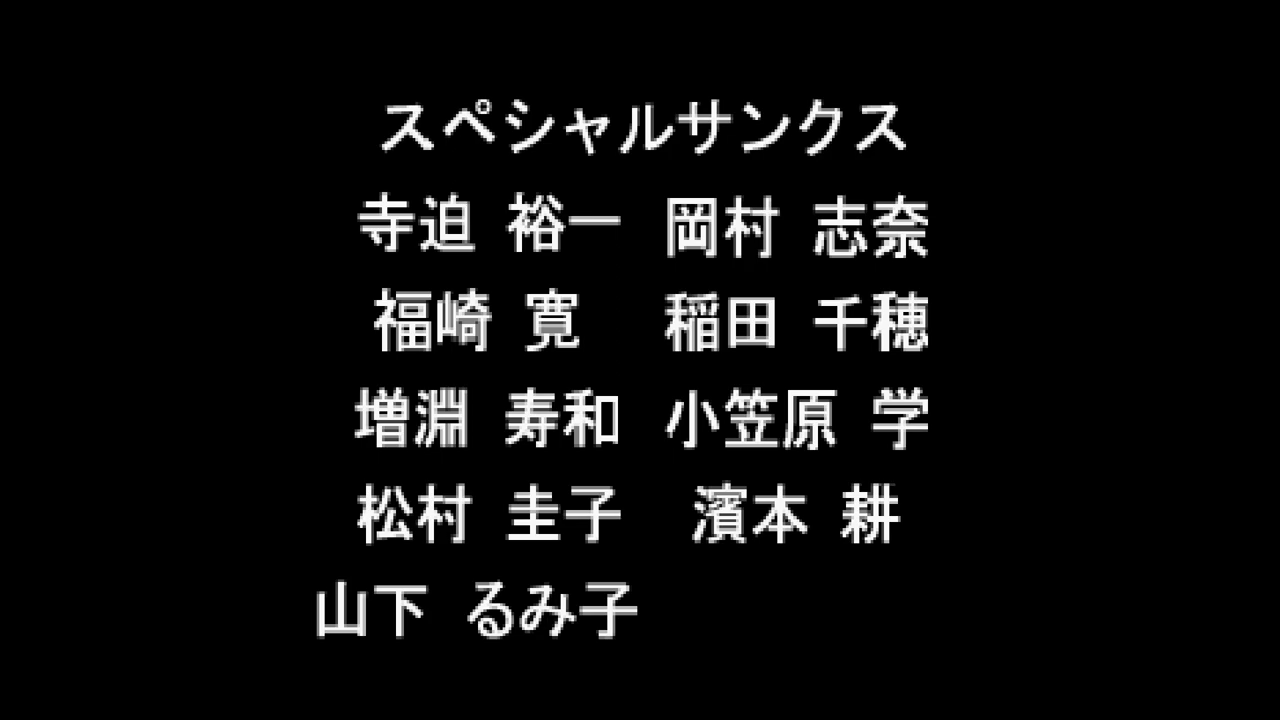 スペシャルサンクス
寺迫 裕一 岡村 志奈
福崎 寛 稲田 千穂
増淵 寿和 小笠原 学
松村 圭子 濱本 耕
山下 るみ子